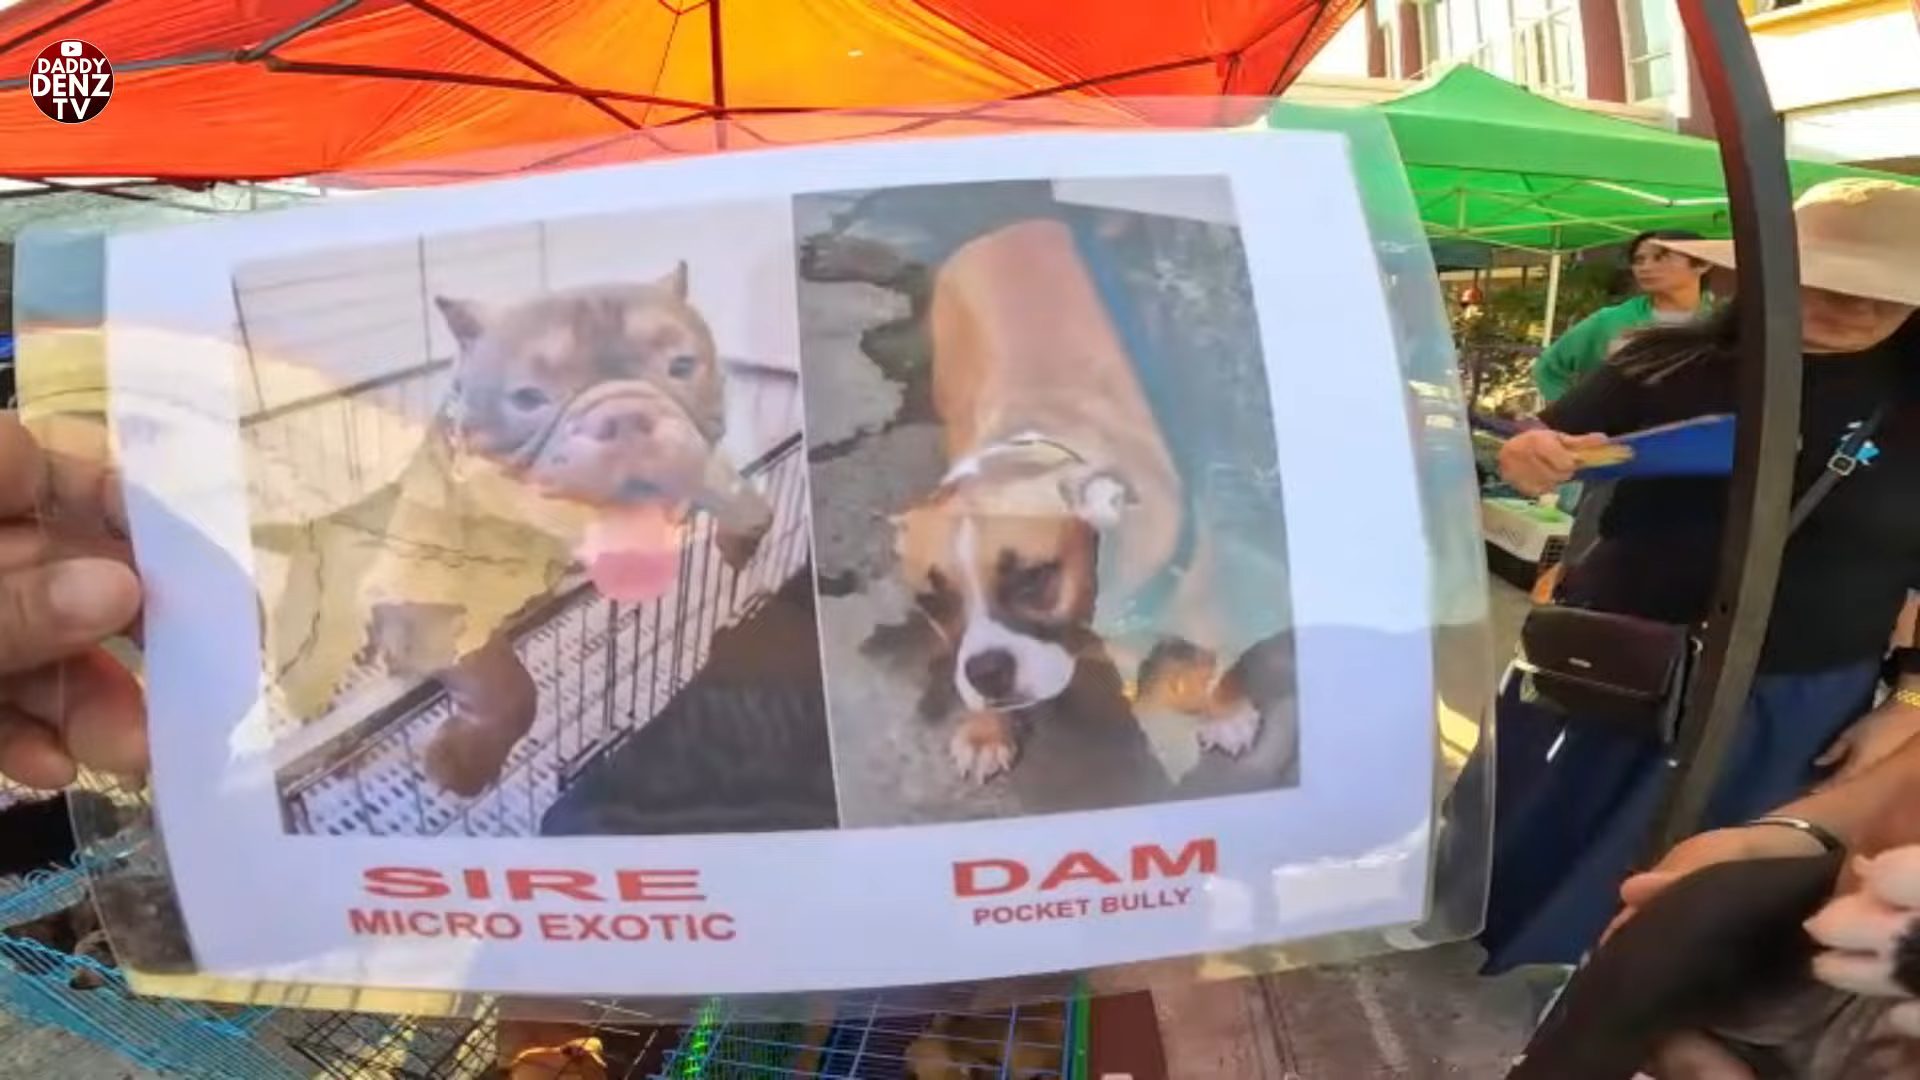 DADDY
DENZ
TV
SIRE
MICRO EXOTIC
DAM
POCKET BULLY